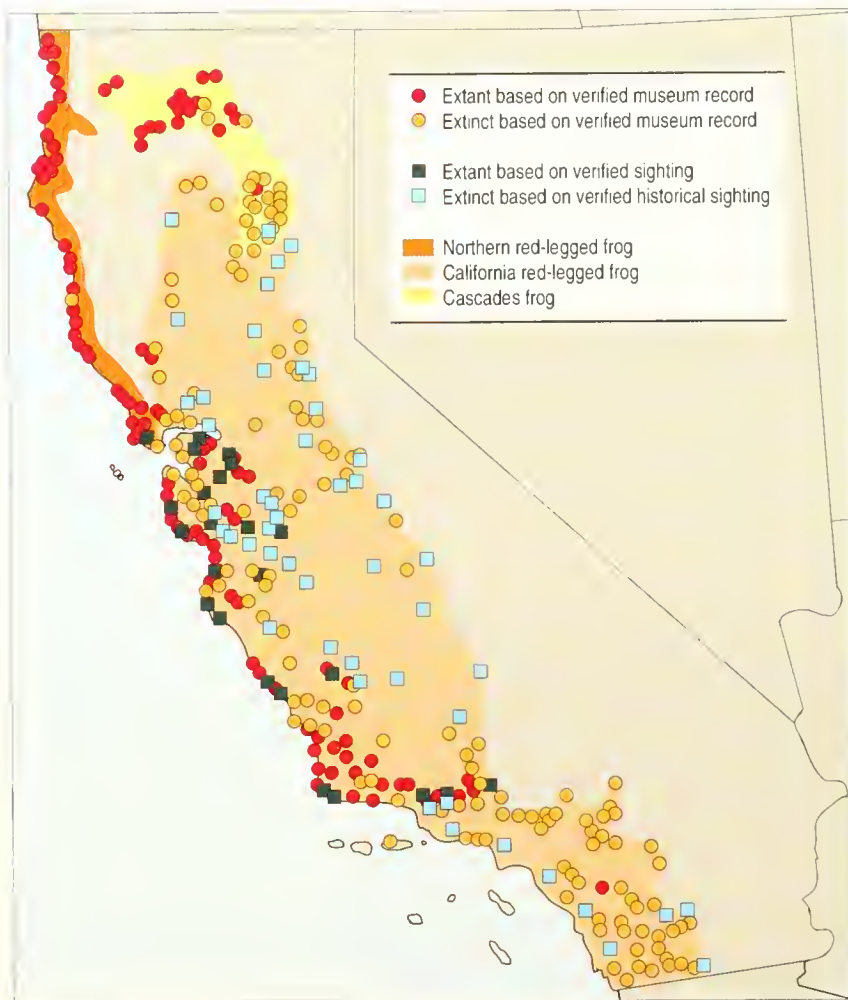 Extant based on verified museum record
Extinct based on verified museum record
Extant based on verified sighting
Extinct based on verified historical sighting
Northern red-legged frog
California red-legged frog
Cascades frog